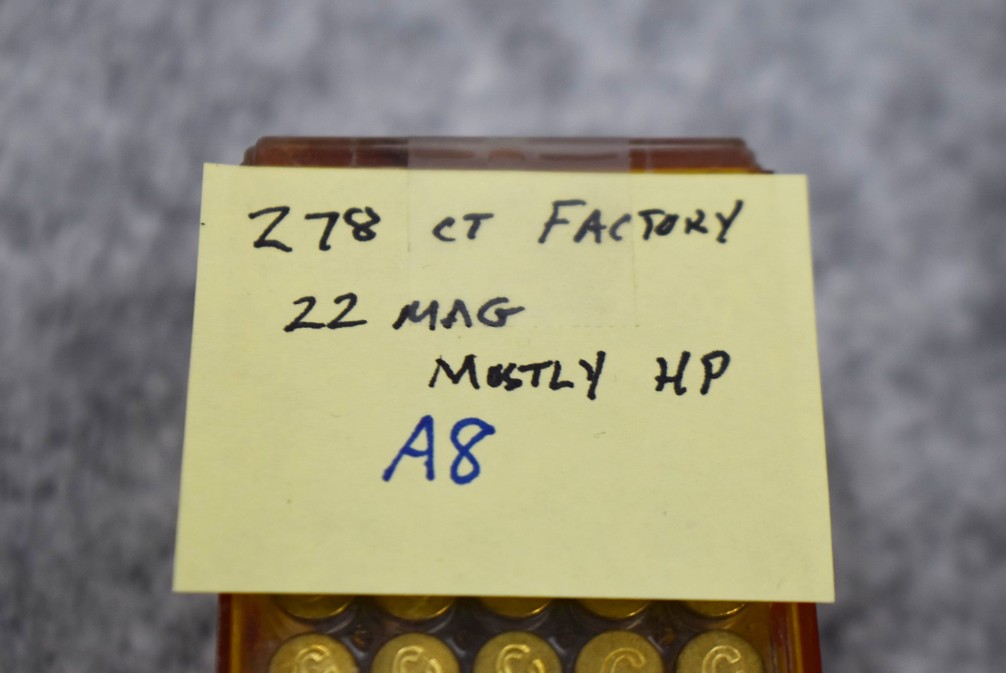 278 CT FACTORY
22 MAG
MOSTLY HP
A8
C C C C C